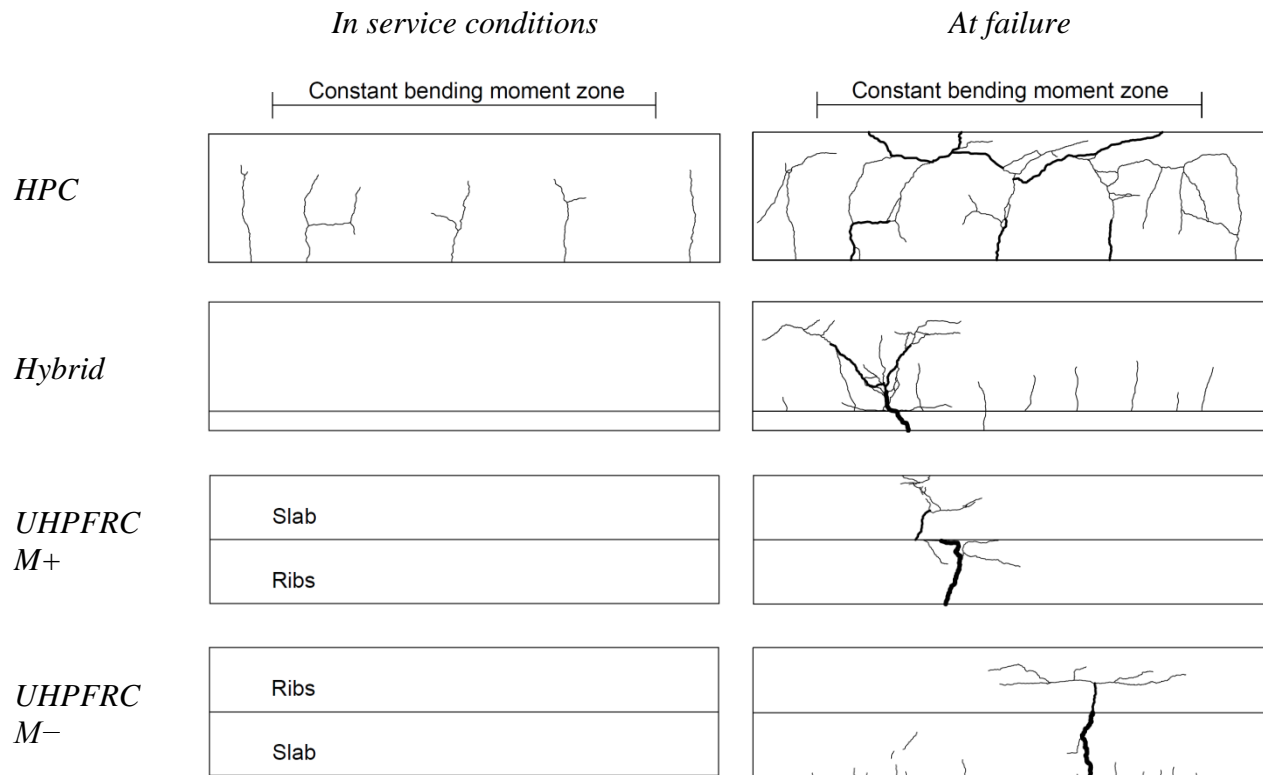 In service conditions
At failure
Constant bending moment zone
Constant bending moment zone
HPC
Hybrid
UHPFRC
M+
Slab
Ribs
UHPFRC
M−
Ribs
Slab